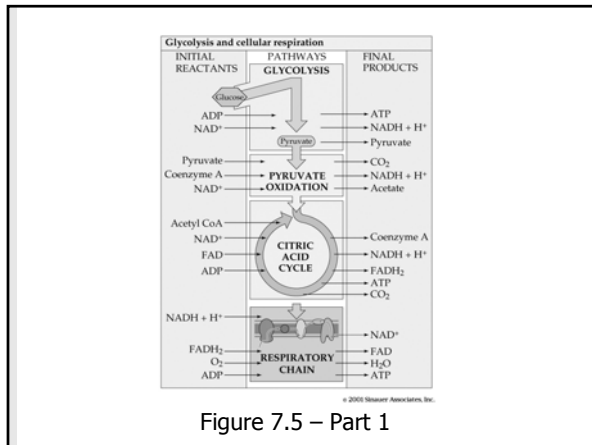 Glycolysis and cellular respiration
INITIAL REACTANTS
PATHWAYS
FINAL PRODUCTS
GLYCOLYSIS
Glucose
ADP
NAD⁺
ATP
NADH + H⁺
Pyruvate
Pyruvate
Pyruvate
Coenzyme A
NAD⁺
PYRUVATE
OXIDATION
CO₂
NADH + H⁺
Acetate
Acetyl CoA
NAD⁺
FAD
ADP
CITRIC
ACID
CYCLE
Coenzyme A
NADH + H⁺
FADH₂
ATP
CO₂
NADH + H⁺
FADH₂
O₂
ADP
RESPIRATORY
CHAIN
NAD⁺
FAD
H₂O
ATP
© 2001 Sinauer Associates, Inc.
Figure 7.5 – Part 1